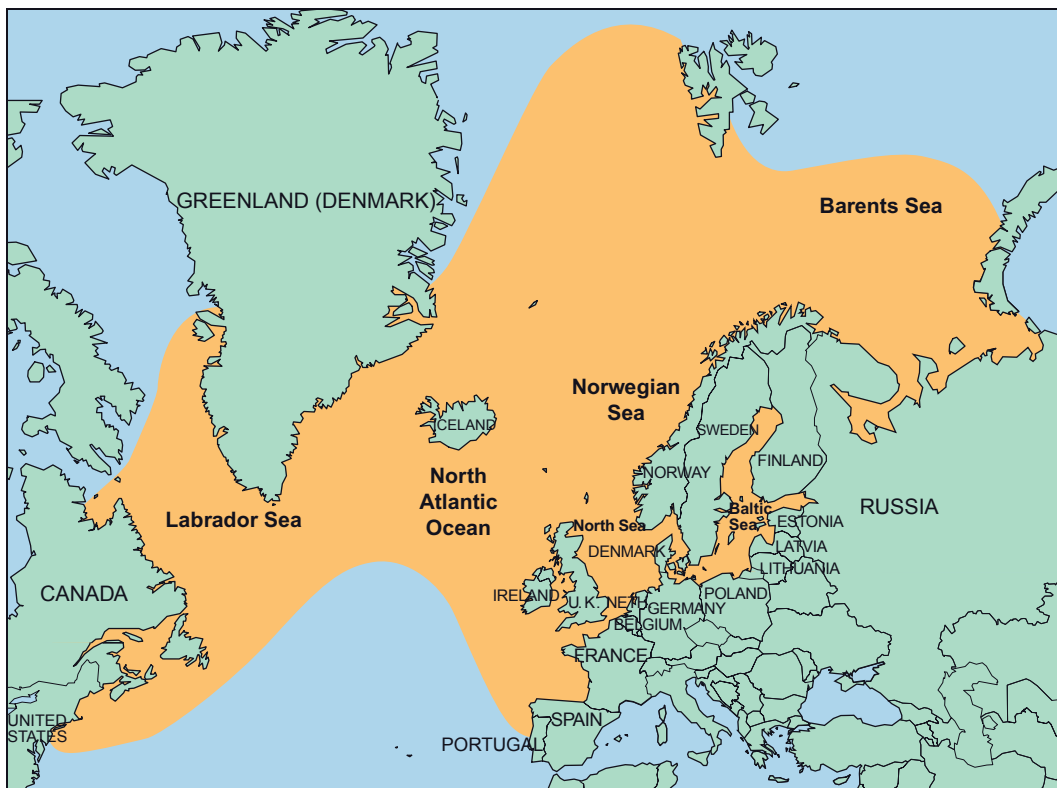 GREENLAND (DENMARK)
Barents Sea
Norwegian
Sea
ICELAND
SWEDEN
NORWAY
FINLAND
North
Atlantic
Ocean
Labrador Sea
RUSSIA
Baltic
Sea
North Sea
ESTONIA
DENMARK
LATVIA
LITHUANIA
CANADA
IRELAND
U.K.
NETH
POLAND
GERMANY
BELGIUM
FRANCE
UNITED
STATES
SPAIN
PORTUGAL